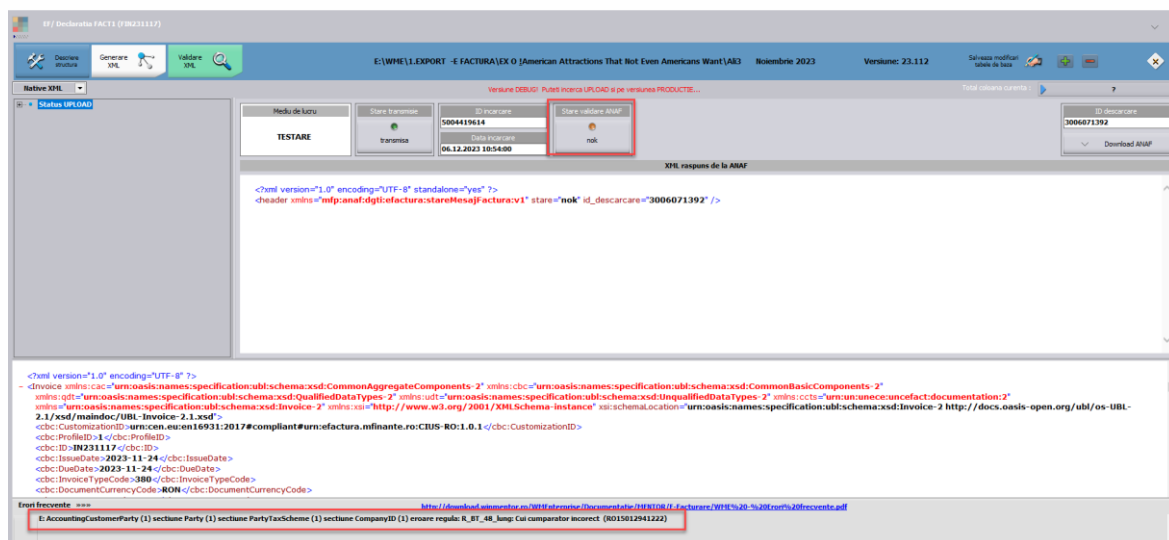 EF/ Declaratia FACT1 (FIN231117)
Descriere structura
Generare XML
Validare XML
E:\WME\1.EXPORT -E FACTURA\EX O !American Attractions That Not Even Americans Want\Ali3 Noiembrie 2023 Versiune: 23.112
Salveaza modificari tabele de baza
Native XML
Versiune DEBUG! Puteti incerca UPLOAD si pe versiunea PRODUCTIE...
Total coloana curenta :
?
Status UPLOAD
Mediu de lucru
TESTARE
Stare transmisie
transmisa
ID incarcare
5004419614
Data incarcare
06.12.2023 10:54:00
Stare validare ANAF
nok
ID descarcare
3006071392
Download ANAF
XML raspuns de la ANAF
<?xml version="1.0" encoding="UTF-8" standalone="yes" ?>
<header xmlns="mfp:anaf:dgti:efactura:stareMesajFactura:v1" stare="nok" id_descarcare="3006071392" />
<?xml version="1.0" encoding="UTF-8" ?>
- <Invoice xmlns:cac="urn:oasis:names:specification:ubl:schema:xsd:CommonAggregateComponents-2" xmlns:cbc="urn:oasis:names:specification:ubl:schema:xsd:CommonBasicComponents-2"
xmlns:qdt="urn:oasis:names:specification:ubl:schema:xsd:QualifiedDataTypes-2" xmlns:udt="urn:oasis:names:specification:ubl:schema:xsd:UnqualifiedDataTypes-2" xmlns:ccts="urn:un:unece:uncefact:documentation:2"
xmlns="urn:oasis:names:specification:ubl:schema:xsd:Invoice-2" xmlns:xsi="http://www.w3.org/2001/XMLSchema-instance" xsi:schemaLocation="urn:oasis:names:specification:ubl:schema:xsd:Invoice-2 http://docs.oasis-open.org/ubl/os-UBL-
2.1/xsd/maindoc/UBL-Invoice-2.1.xsd">
<cbc:CustomizationID>urn:cen.eu:en16931:2017#compliant#urn:efactura.mfinante.ro:CIUS-RO:1.0.1</cbc:CustomizationID>
<cbc:ProfileID>1</cbc:ProfileID>
<cbc:ID>IN231117</cbc:ID>
<cbc:IssueDate>2023-11-24</cbc:IssueDate>
<cbc:DueDate>2023-11-24</cbc:DueDate>
<cbc:InvoiceTypeCode>380</cbc:InvoiceTypeCode>
<cbc:DocumentCurrencyCode>RON</cbc:DocumentCurrencyCode>
Erori frecvente ===
http://download.winmentor.ro/WMEnterprise/Documentatie/MENTOR/E-Facturare/WME%20-%20Erori%20frecvente.pdf
E: AccountingCustomerParty (1) sectiune Party (1) sectiune PartyTaxScheme (1) sectiune CompanyID (1) eroare regula: R_BT_48_lung: Cui cumparator incorect (RO15012941222)